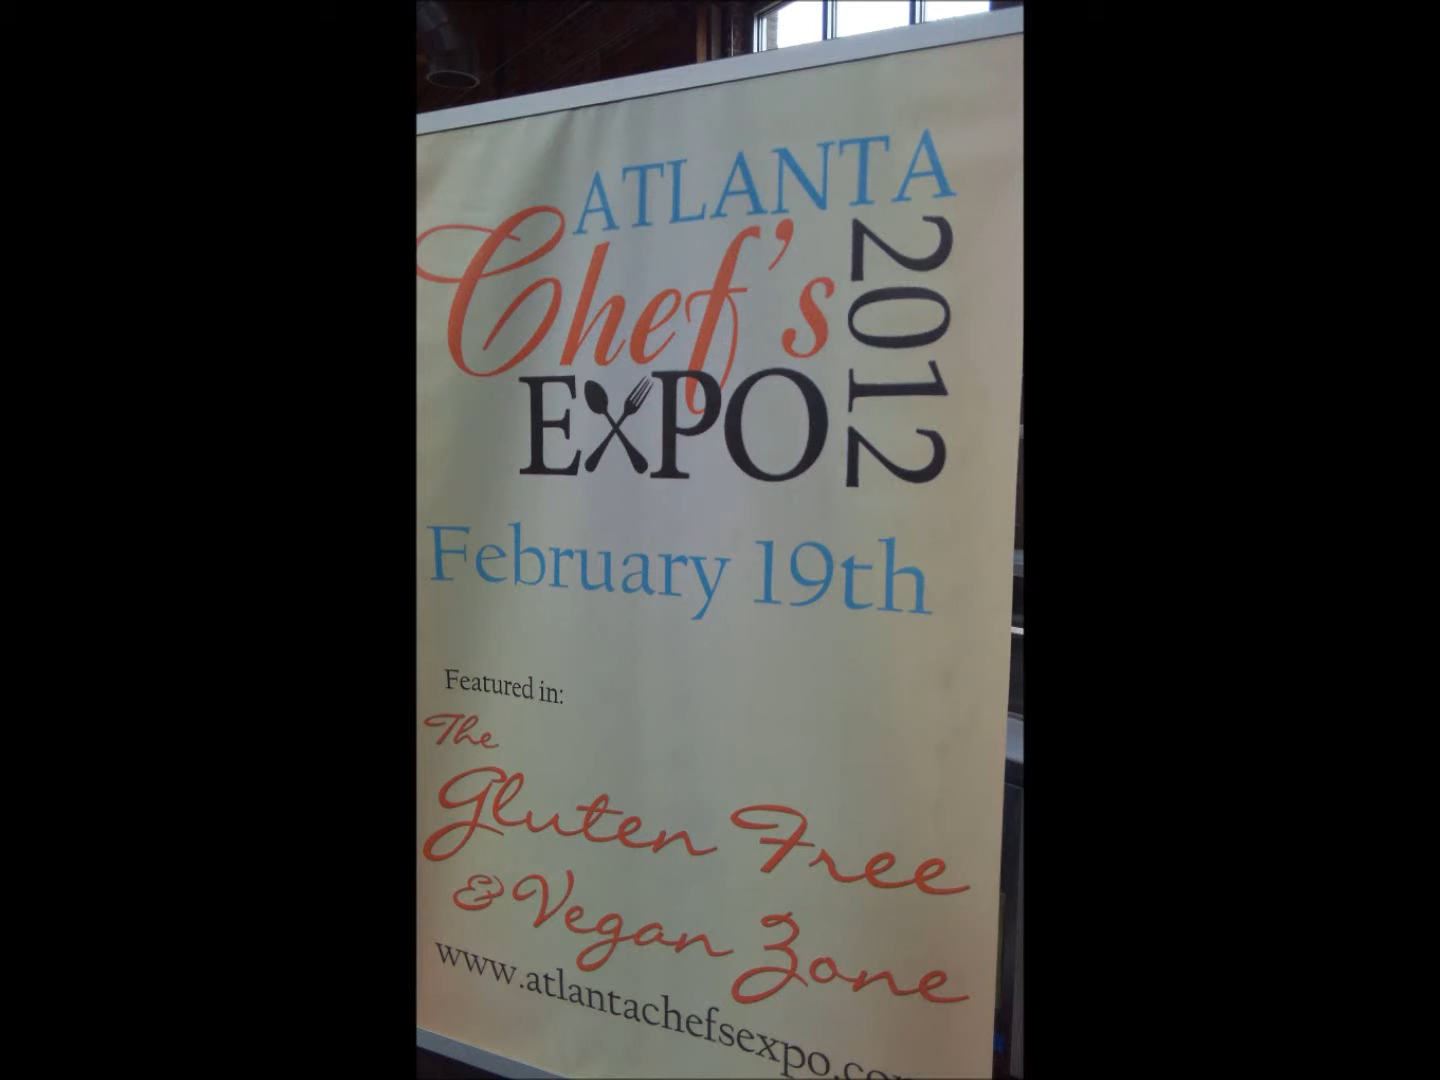 ATLANTA
Chef's
EXPO
2012
February 19th
Featured in:
The
Gluten Free
& Vegan Zone
www.atlantachefsexpo.co